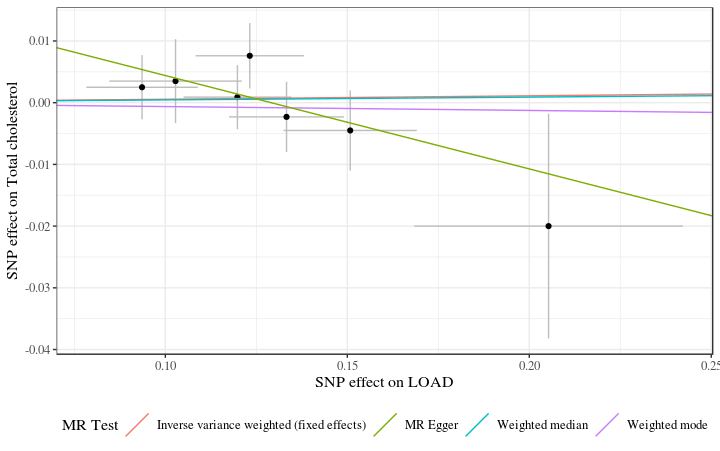 SNP effect on Total cholesterol
0.01
0.00
-0.01
-0.02
-0.03
-0.04
0.10
0.15
0.20
0.25
SNP effect on LOAD
MR Test
Inverse variance weighted (fixed effects)
MR Egger
Weighted median
Weighted mode